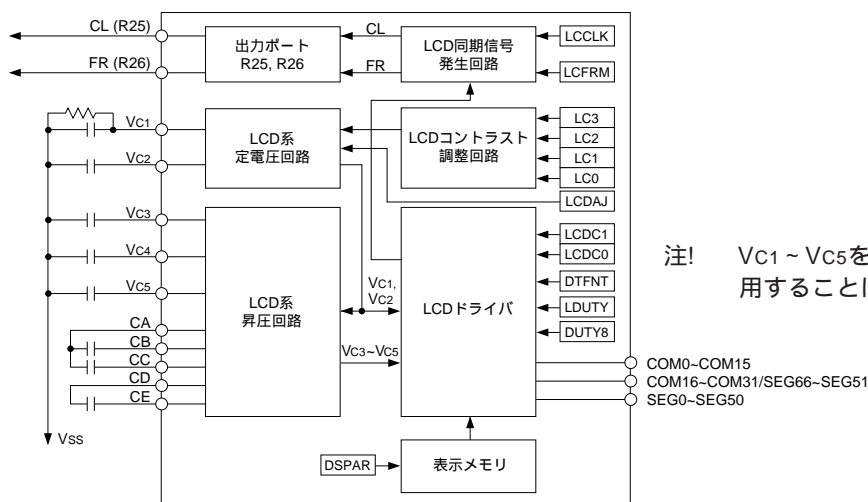 CL (R25)
FR (R26)
出力ポート
R25, R26
CL
FR
LCD同期信号
発生回路
LCCLK
LCFRM
VC1
VC2
LCD系
定電圧回路
LCDコントラスト
調整回路
LC3
LC2
LC1
LC0
LCDAJ
VC3
VC4
VC5
CA
CB
CC
CD
CE
VSS
LCD系
昇圧回路
VC1,
VC2
VC3~VC5
LCDドライバ
LCDC1
LCDC0
DTFNT
LDUTY
DUTY8
COM0~COM15
COM16~COM31/SEG66~SEG51
SEG0~SEG50
DSPAR
表示メモリ
注! VC1 ~ VC5を
用することは